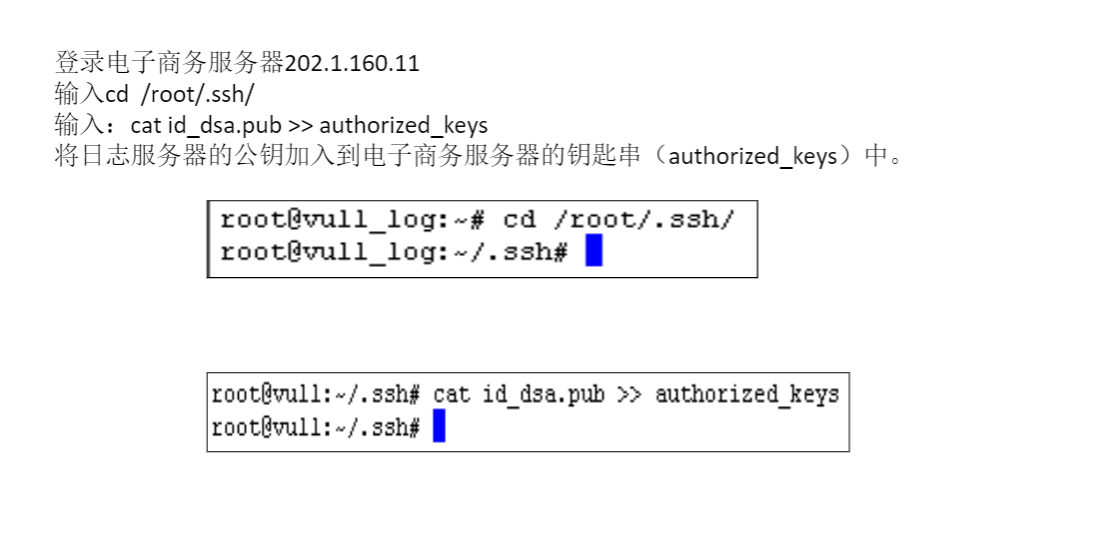 登录电子商务服务器202.1.160.11
输入cd /root/.ssh/
输入：cat id_dsa.pub >> authorized_keys
将日志服务器的公钥加入到电子商务服务器的钥匙串（authorized_keys）中。
root@vull_log:~# cd /root/.ssh/
root@vull_log:~/.ssh#
root@vull:~/.ssh# cat id_dsa.pub >> authorized_keys
root@vull:~/.ssh#